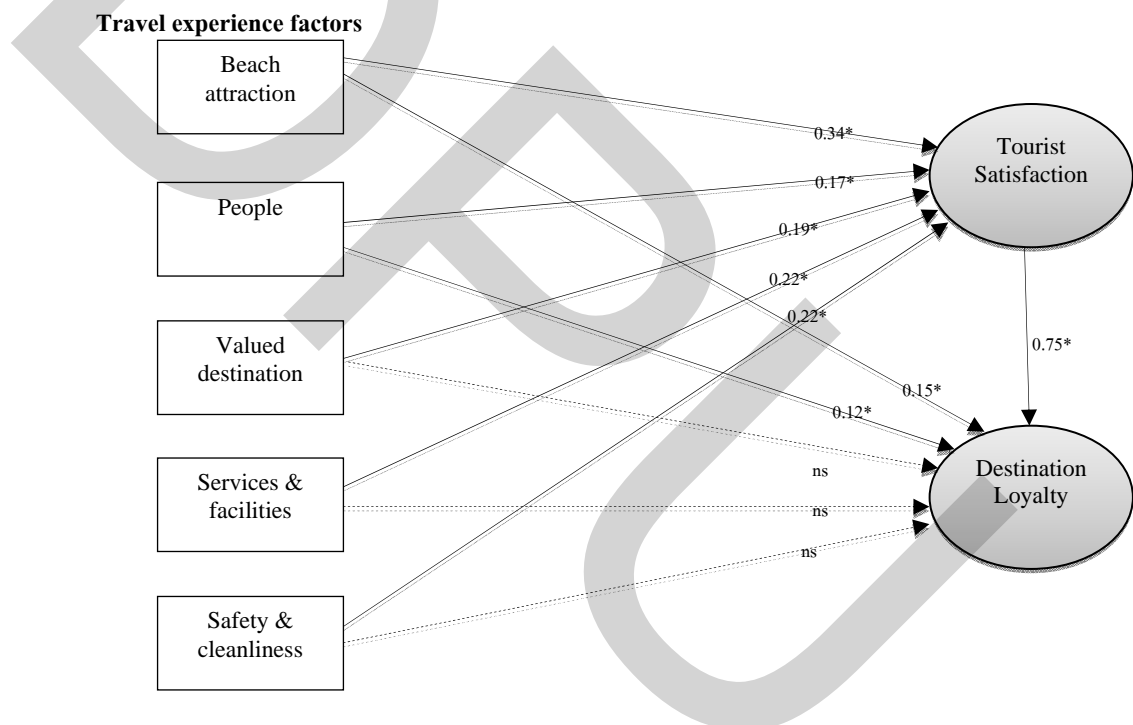 Travel experience factors
Beach
attraction
0.34*
Tourist
Satisfaction
People
0.17*
0.19*
0.22*
0.22*
Valued
destination
0.75*
0.15*
0.12*
ns
Services &
facilities
ns
Destination
Loyalty
ns
Safety &
cleanliness
DPU